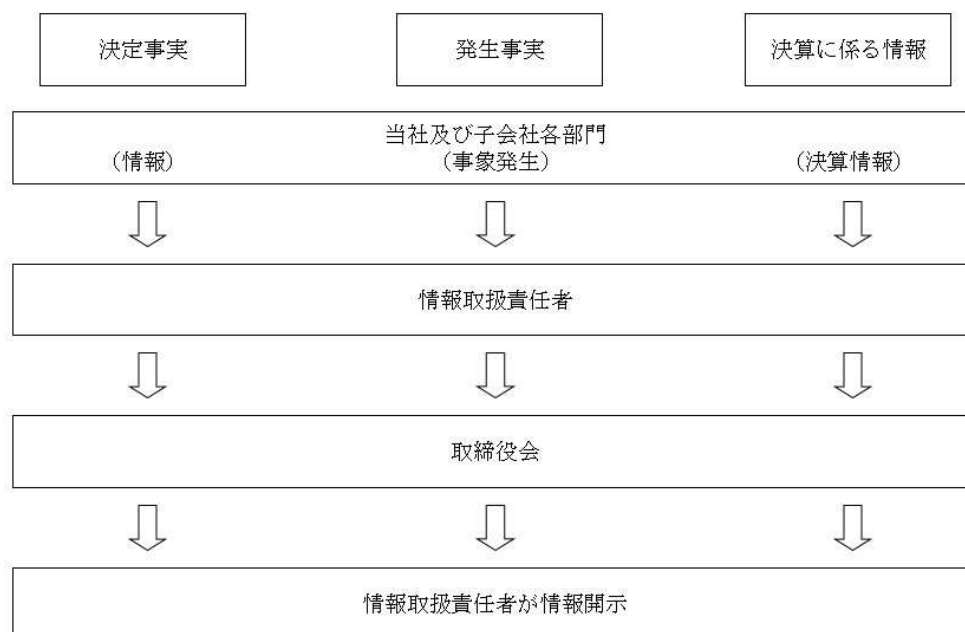 決定事実
発生事実
決算に係る情報
当社及び子会社各部門
(情報)
(事象発生)
(決算情報)
情報取扱責任者
取締役会
情報取扱責任者が情報開示